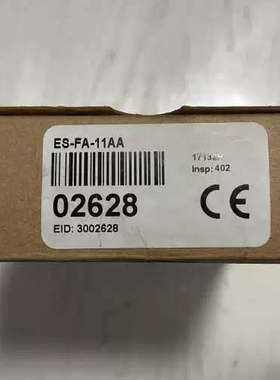 ES-FA-11AA
Insp: 402
02628
CE
EID: 3002628